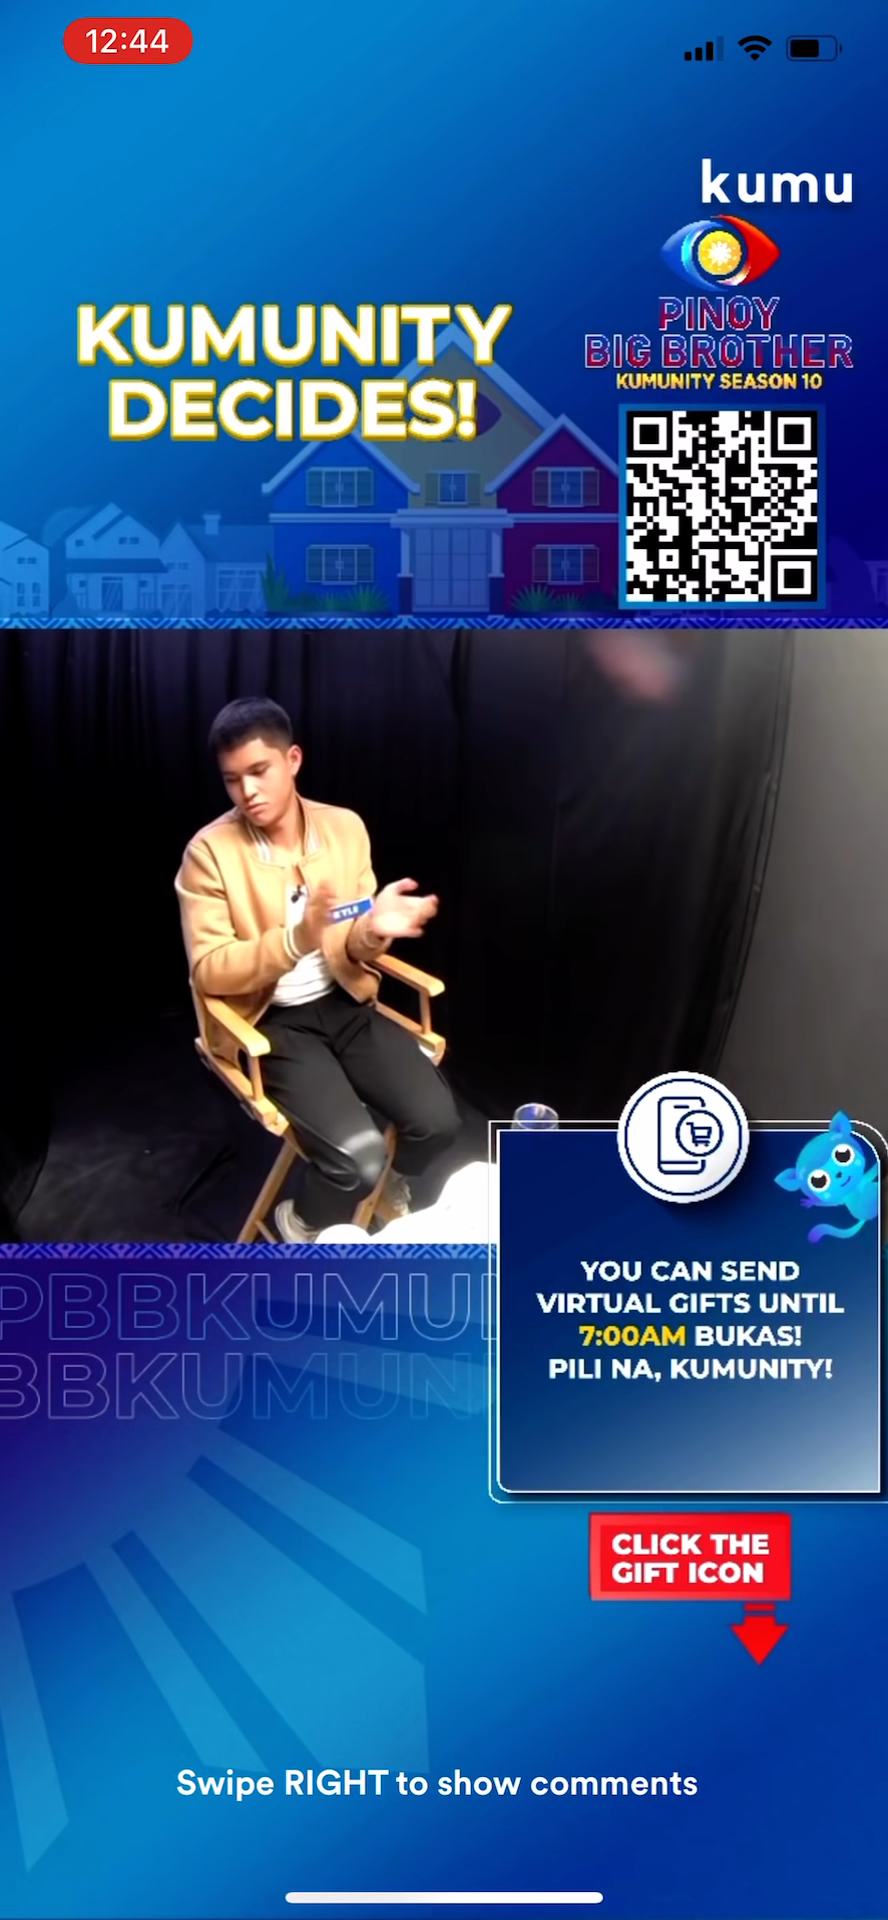 12:44
kumu
PINOY
BIG BROTHER
KUMUNITY SEASON 10
KUMUNITY
DECIDES!
KYLE
PBBKUMU
BBKUMUN
YOU CAN SEND
VIRTUAL GIFTS UNTIL
7:00AM BUKAS!
PILI NA, KUMUNITY!
CLICK THE
GIFT ICON
Swipe RIGHT to show comments